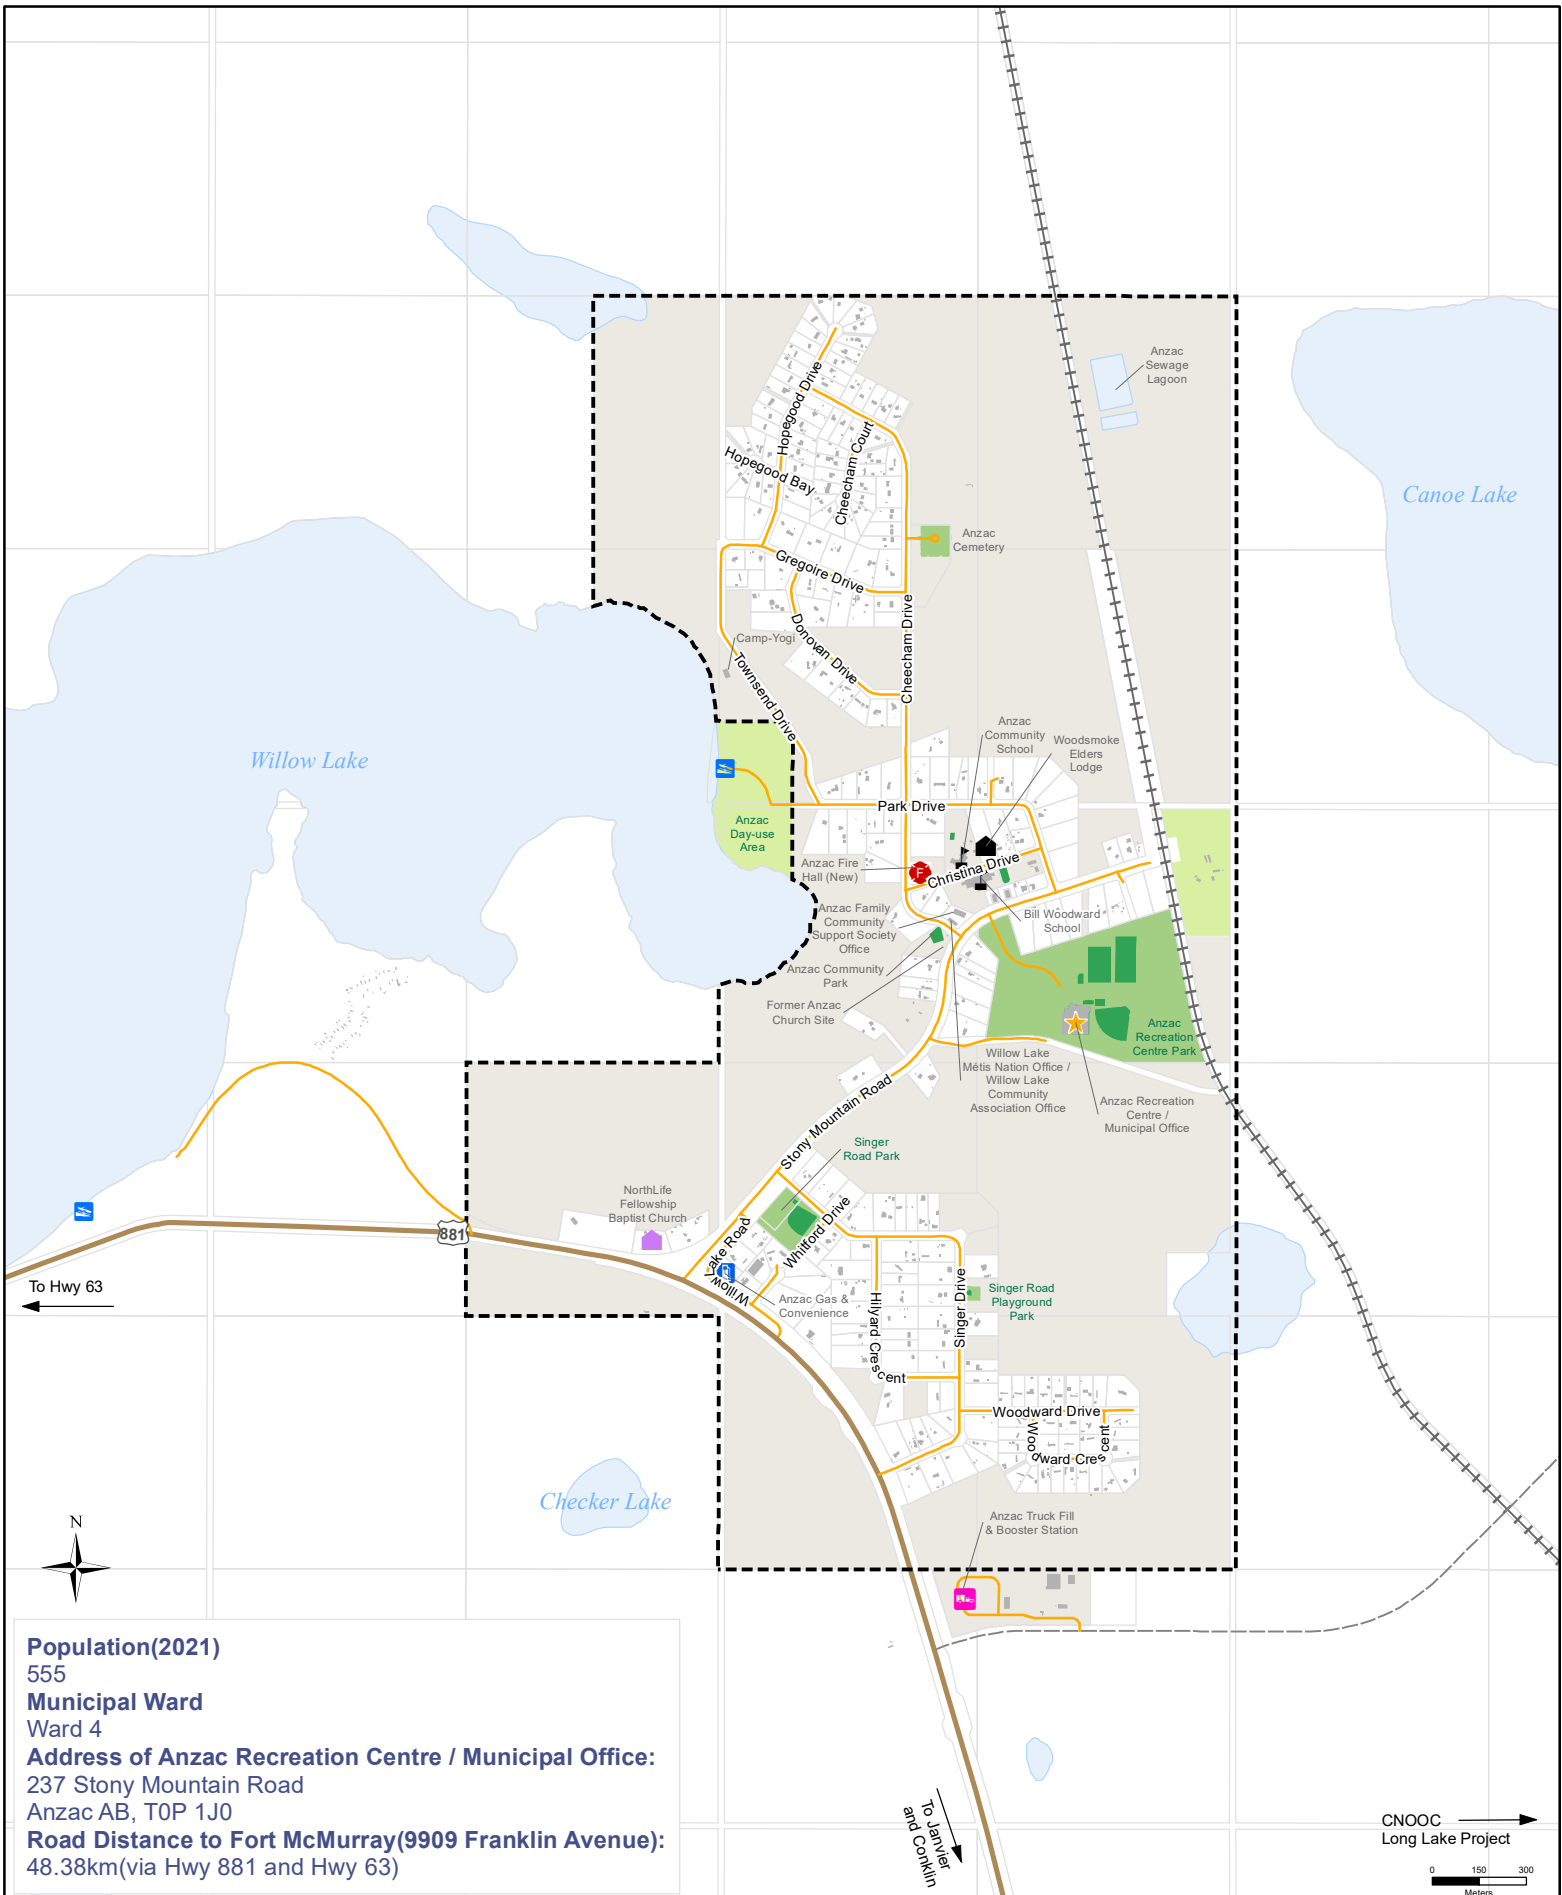 Anzac
Sewage
Lagoon
Canoe Lake
Hopegood Drive
Cheecham Court
Hopegood Bay
Anzac
Cemetery
Gregoire Drive
Cheecham Drive
Donovan Drive
Camp-Yogi
Townsend Drive
Anzac
Community
School
Woodsmoke
Elders
Lodge
Willow Lake
Park Drive
Anzac
Day-use
Area
Anzac Fire
Hall (New)
F
Christina Drive
Anzac Family
Community
Support Society
Office
Bill Woodward
School
Anzac Community
Park
Former Anzac
Church Site
Anzac
Recreation
Centre Park
Willow Lake
Métis Nation Office /
Willow Lake
Community
Association Office
Anzac Recreation
Centre /
Municipal Office
Stony Mountain Road
Singer
Road Park
NorthLife
Fellowship
Baptist Church
881
Whitford Drive
Willow Lake Road
To Hwy 63
Anzac Gas &
Convenience
Hilyard Crescent
Singer Drive
Singer Road
Playground
Park
Woodward Drive
Woodward Crescent
Checker Lake
Anzac Truck Fill
& Booster Station
N
Population(2021)
555
Municipal Ward
Ward 4
Address of Anzac Recreation Centre / Municipal Office:
237 Stony Mountain Road
Anzac AB, T0P 1J0
Road Distance to Fort McMurray(9909 Franklin Avenue):
48.38km(via Hwy 881 and Hwy 63)
To Janvier
and Conklin
CNOOC
Long Lake Project
0 150 300
Meters